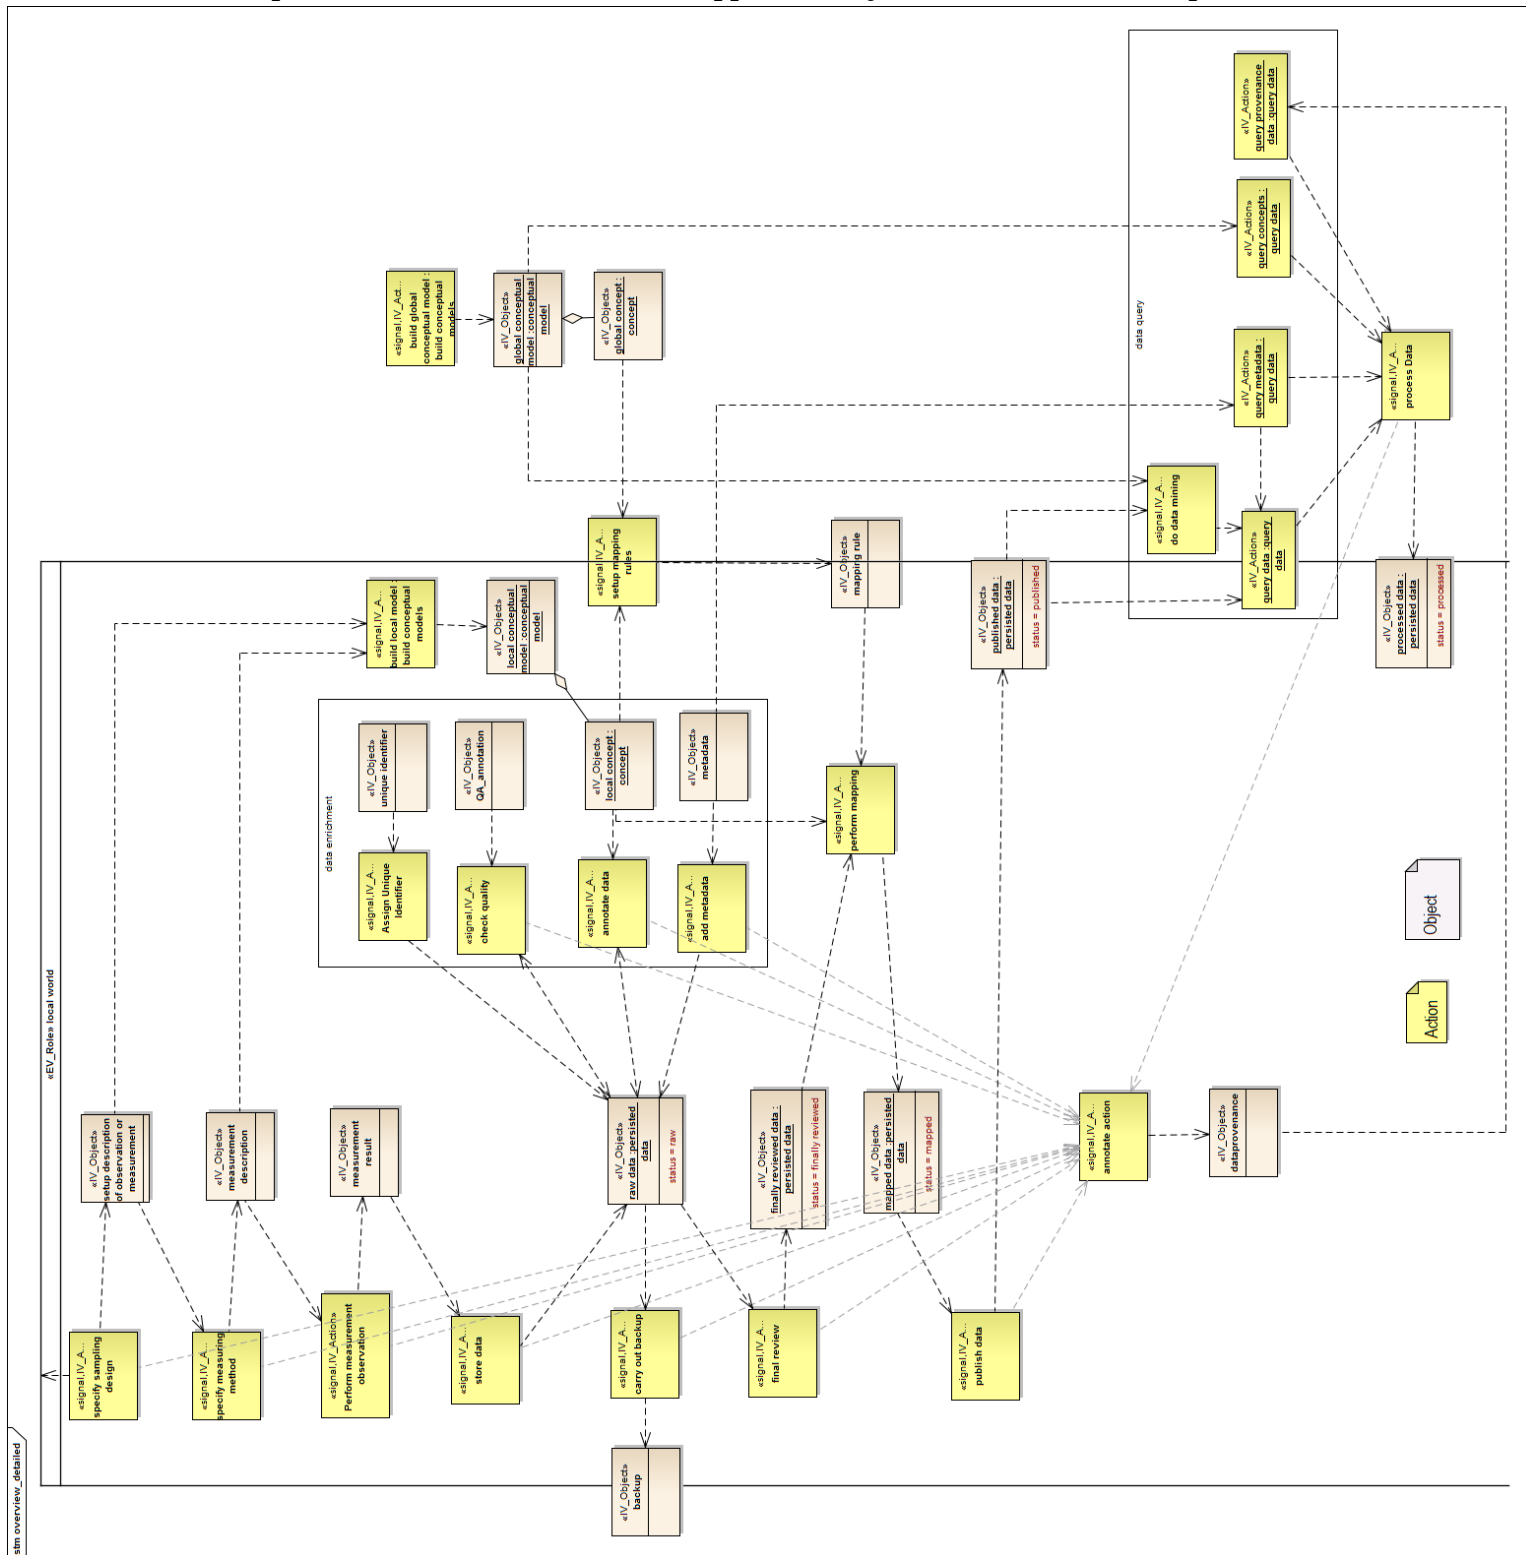 stm overview_detailed
«EV_Role» local world
«signal,IV_A...
specify sampling
design
«IV_Object»
setup description
of observation or
measurement
«signal,IV_A...
specify measuring
method
«IV_Object»
measurement
description
«signal,IV_Action»
Perform measurement
observation
«IV_Object»
measurement
result
«signal,IV_A...
store data
«IV_Object»
backup
«signal,IV_A...
carry out backup
«IV_Object»
raw data :persisted
data
status = raw
«signal,IV_A...
final review
«IV_Object»
finally reviewed data :
persisted data
status = finally reviewed
«IV_Object»
mapped data :persisted
data
status = mapped
«signal,IV_A...
publish data
«signal,IV_A...
annotate action
«IV_Object»
dataprovenance
data enrichment
«signal,IV_A...
Assign Unique
Identifier
«IV_Object»
unique identifier
«signal,IV_A...
check quality
«IV_Object»
QA_annotation
«signal,IV_A...
annotate data
«IV_Object»
local concept :
concept
«signal,IV_A...
add metadata
«IV_Object»
metadata
«signal,IV_A...
perform mapping
«signal,IV_A...
build local model :
build conceptual
models
«IV_Object»
local conceptual
model :conceptual
model
«signal,IV_A...
setup mapping
rules
«IV_Object»
mapping rule
«IV_Object»
published data :
persisted data
status = published
«signal,IV_Act...
build global
conceptual model :
build conceptual
models
«IV_Object»
global conceptual
model :conceptual
model
«IV_Object»
global concept :
concept
data query
«signal,IV_A...
do data mining
«IV_Action»
query data :query
data
«IV_Action»
query metadata :
query data
«IV_Action»
query concepts :
query data
«IV_Action»
query provenance
data :query data
«signal,IV_A...
process Data
«IV_Object»
processed data :
persisted data
status = processed
Action
Object